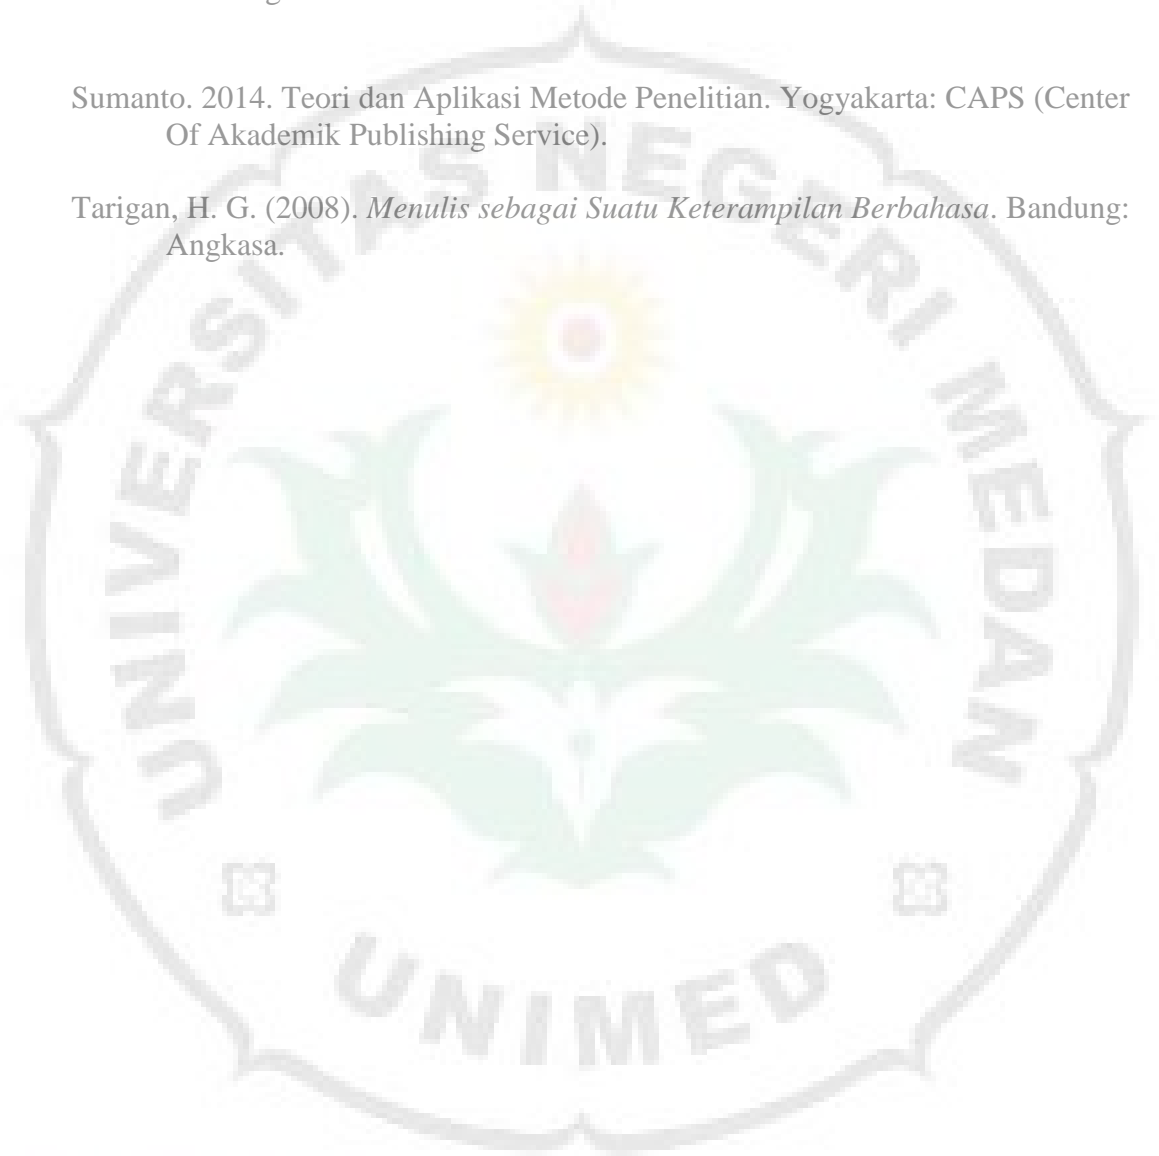 Sumanto. 2014. Teori dan Aplikasi Metode Penelitian. Yogyakarta: CAPS (Center
Of Akademik Publishing Service).
Tarigan, H. G. (2008). Menulis sebagai Suatu Keterampilan Berbahasa. Bandung:
Angkasa.
UNIVERSITAS NEGERI MEDAN
UNIMED